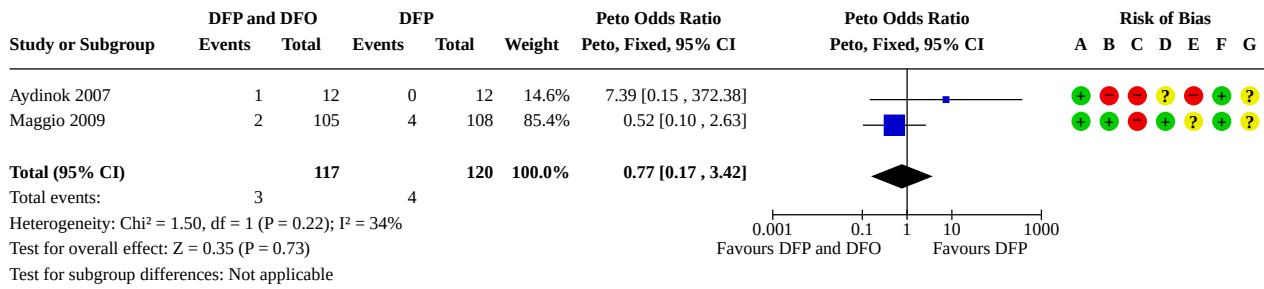 DFP and DFO DFP Peto Odds Ratio Peto Odds Ratio Risk of Bias
Study or Subgroup Events Total Events Total Weight Peto, Fixed, 95% CI Peto, Fixed, 95% CI A B C D E F G
Aydinok 2007 1 12 0 12 14.6% 7.39 [0.15 , 372.38] + − − ? − + ?
Maggio 2009 2 105 4 108 85.4% 0.52 [0.10 , 2.63] + + − + ? + ?
Total (95% CI) 117 120 100.0% 0.77 [0.17 , 3.42]
Total events: 3 4
Heterogeneity: Chi² = 1.50, df = 1 (P = 0.22); I² = 34%
0.001 0.1 1 10 1000
Test for overall effect: Z = 0.35 (P = 0.73)
Favours DFP and DFO Favours DFP
Test for subgroup differences: Not applicable